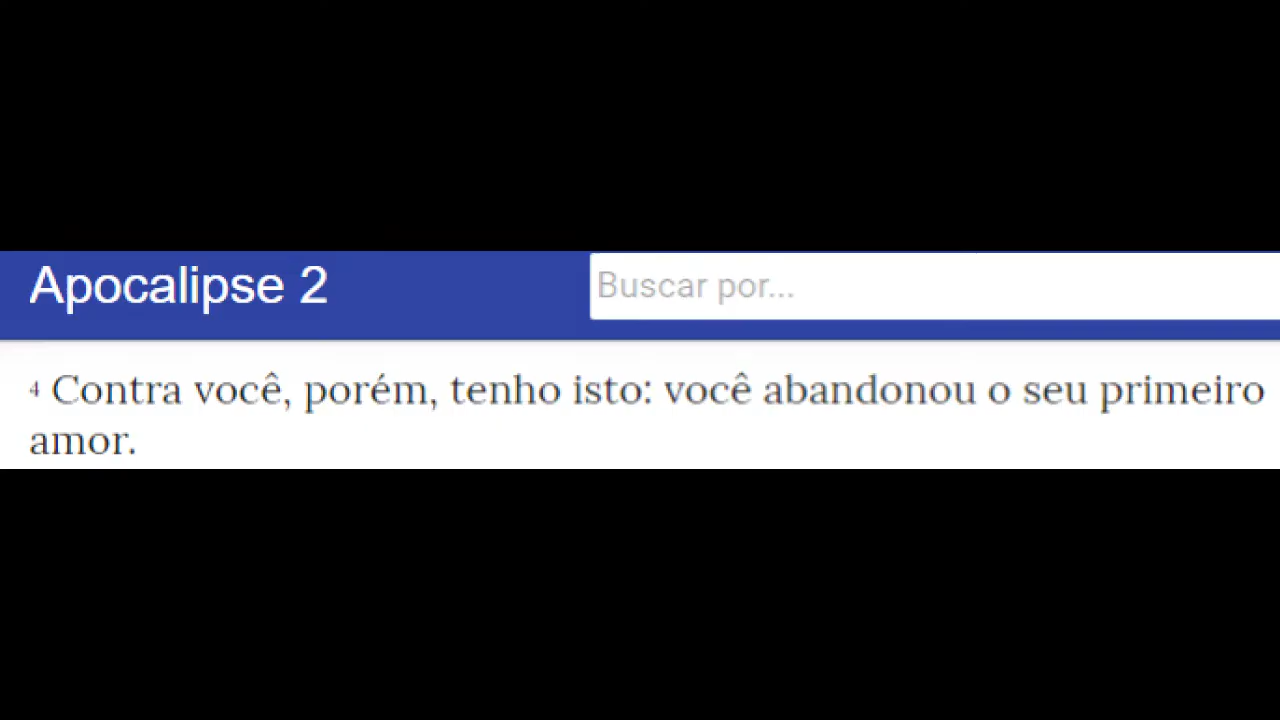 Apocalipse 2
Buscar por...
4 Contra você, porém, tenho isto: você abandonou o seu primeiro
amor.